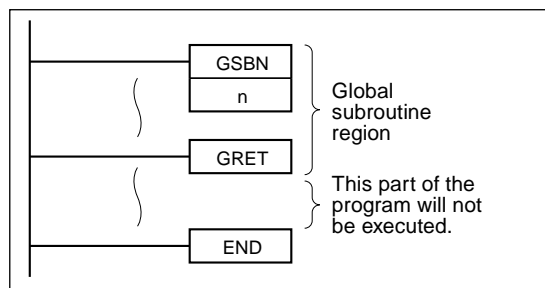 GSBN
n
Global
subroutine
region
GRET
This part of the
program will not
be executed.
END